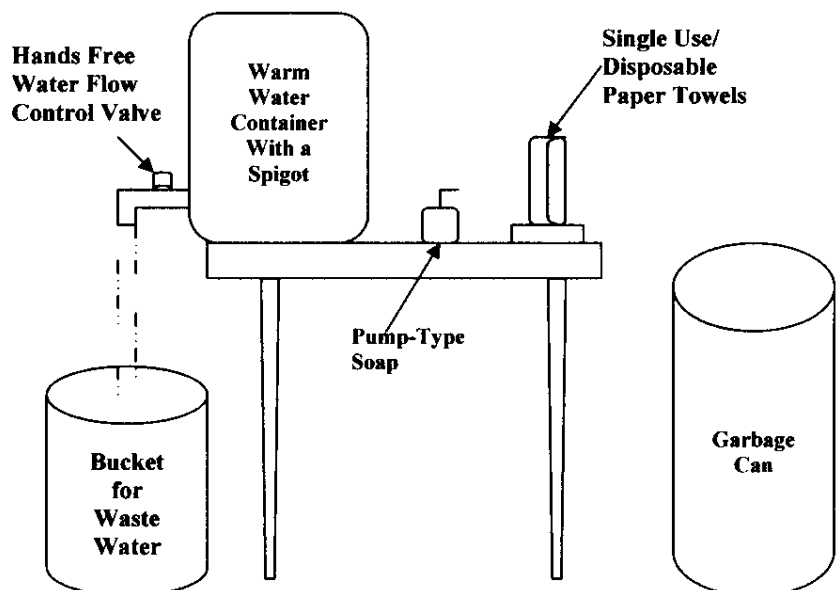 Hands Free
Water Flow
Control Valve
Warm
Water
Container
With a
Spigot
Single Use/
Disposable
Paper Towels
Pump-Type
Soap
Bucket
for
Waste
Water
Garbage
Can